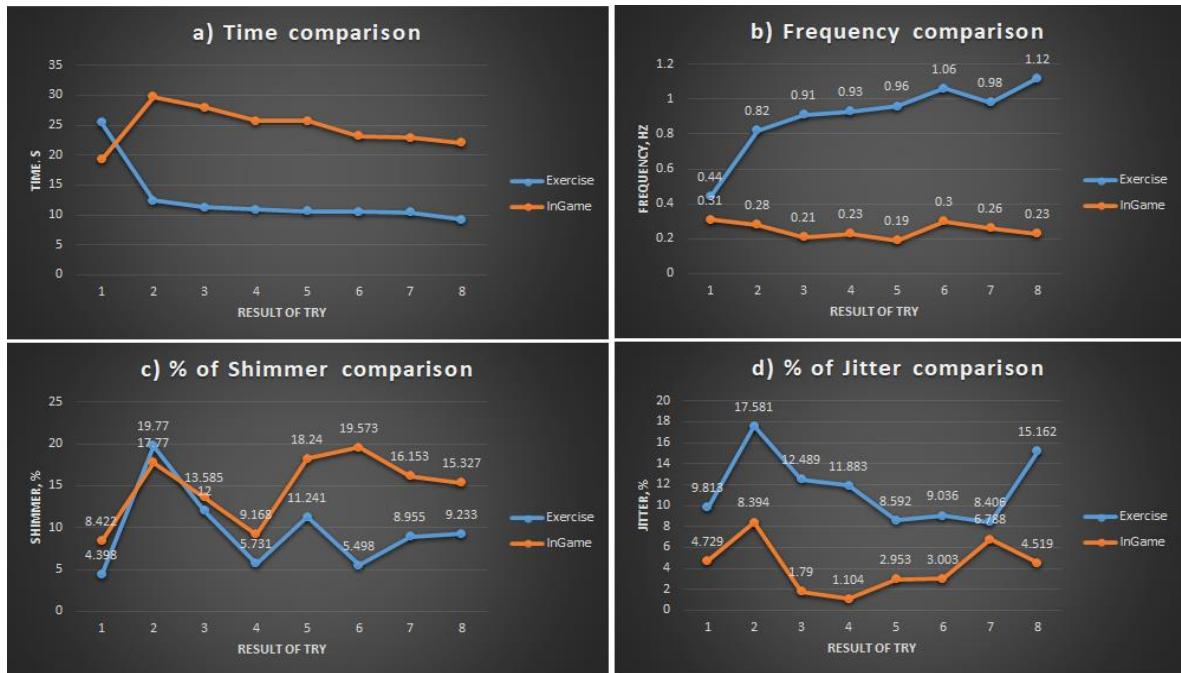 a) Time comparison
35
30
25
20
15
10
5
0
TIME. S
1 2 3 4 5 6 7 8
RESULT OF TRY
Exercise
InGame
b) Frequency comparison
1.2
1
0.8
0.6
0.4
0.2
0
FREQUENCY, HZ
0.44 0.82 0.91 0.93 0.96 1.06 0.98 1.12
0.31 0.28 0.21 0.23 0.19 0.3 0.26 0.23
1 2 3 4 5 6 7 8
RESULT OF TRY
Exercise
InGame
c) % of Shimmer comparison
25
20
15
10
5
0
SHIMMER, %
4.398 19.77 12 5.731 11.241 5.498 8.955 9.233
8.422 17.77 13.585 9.168 18.24 19.573 16.153 15.327
1 2 3 4 5 6 7 8
RESULT OF TRY
Exercise
InGame
d) % of Jitter comparison
20
18
16
14
12
10
8
6
4
2
0
JITTER, %
9.813 17.581 12.489 11.883 8.592 9.036 8.406 15.162
4.729 8.394 1.79 1.104 2.953 3.003 6.788 4.519
1 2 3 4 5 6 7 8
RESULT OF TRY
Exercise
InGame